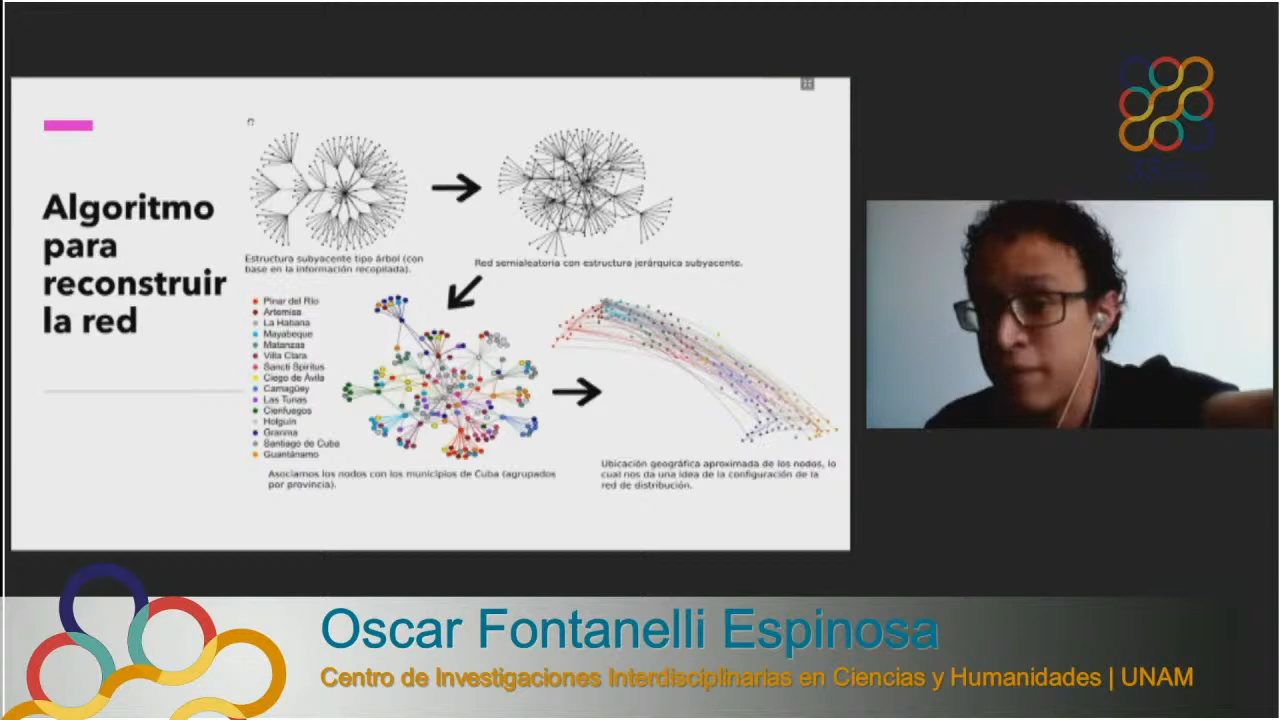 Algoritmo
para
reconstruir
la red
Estructura subyacente tipo árbol (con
base en la información recopilada).
Red semialeatoria con estructura jerárquica subyacente.
Pinar del Río
Artemisa
La Habana
Mayabeque
Matanzas
Villa Clara
Sancti Spíritus
Ciego de Ávila
Camagüey
Las Tunas
Cienfuegos
Holguín
Granma
Santiago de Cuba
Guantánamo
Asociamos los nodos con los municipios de Cuba (agrupados
por provincia).
Ubicación geográfica aproximada de los nodos, lo
cual nos da una idea de la configuración de la
red de distribución.
35
Oscar Fontanelli Espinosa
Centro de Investigaciones Interdisciplinarias en Ciencias y Humanidades | UNAM